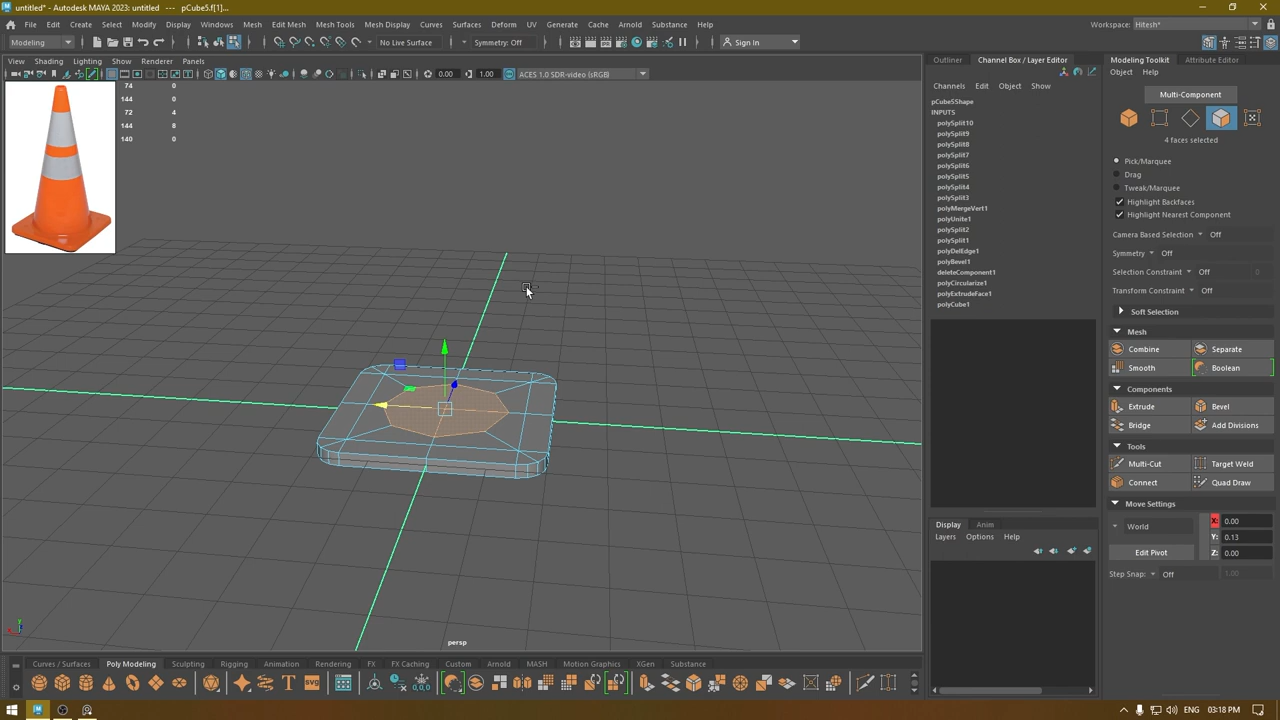 untitled* - Autodesk MAYA 2023: untitled --- pCube5.f[1]...
File Edit Create Select Modify Display Windows Mesh Edit Mesh Mesh Tools Mesh Display Curves Surfaces Deform UV Generate Cache Arnold Substance Help
Workspace: Hitesh*
Modeling No Live Surface Symmetry: Off Sign In
View Shading Lighting Show Renderer Panels
0.00 1.00 ACES 1.0 SDR-video (sRGB)
74 0
144 0
72 4
144 8
140 0
persp
Outliner Channel Box / Layer Editor
Channels Edit Object Show
pCube5Shape
INPUTS
polySplit10
polySplit9
polySplit8
polySplit7
polySplit6
polySplit5
polySplit4
polySplit3
polyMergeVert1
polyUnite1
polySplit2
polySplit1
polyDelEdge1
polyBevel1
deleteComponent1
polyCircularize1
polyExtrudeFace1
polyCube1
Display Anim
Layers Options Help
Modeling Toolkit Attribute Editor
Object Help
Multi-Component
4 faces selected
Pick/Marquee
Drag
Tweak/Marquee
Highlight Backfaces
Highlight Nearest Component
Camera Based Selection Off
Symmetry Off
Selection Constraint Off
Transform Constraint Off
Soft Selection
Mesh
Combine Separate
Smooth Boolean
Components
Extrude Bevel
Bridge Add Divisions
Tools
Multi-Cut Target Weld
Connect Quad Draw
Move Settings
World X: 0.00
Y: 0.13
Edit Pivot Z: 0.00
Step Snap: Off 1.00
Curves / Surfaces Poly Modeling Sculpting Rigging Animation Rendering FX FX Caching Custom Arnold MASH Motion Graphics XGen Substance
SVG
0,0,0
ENG 03:18 PM